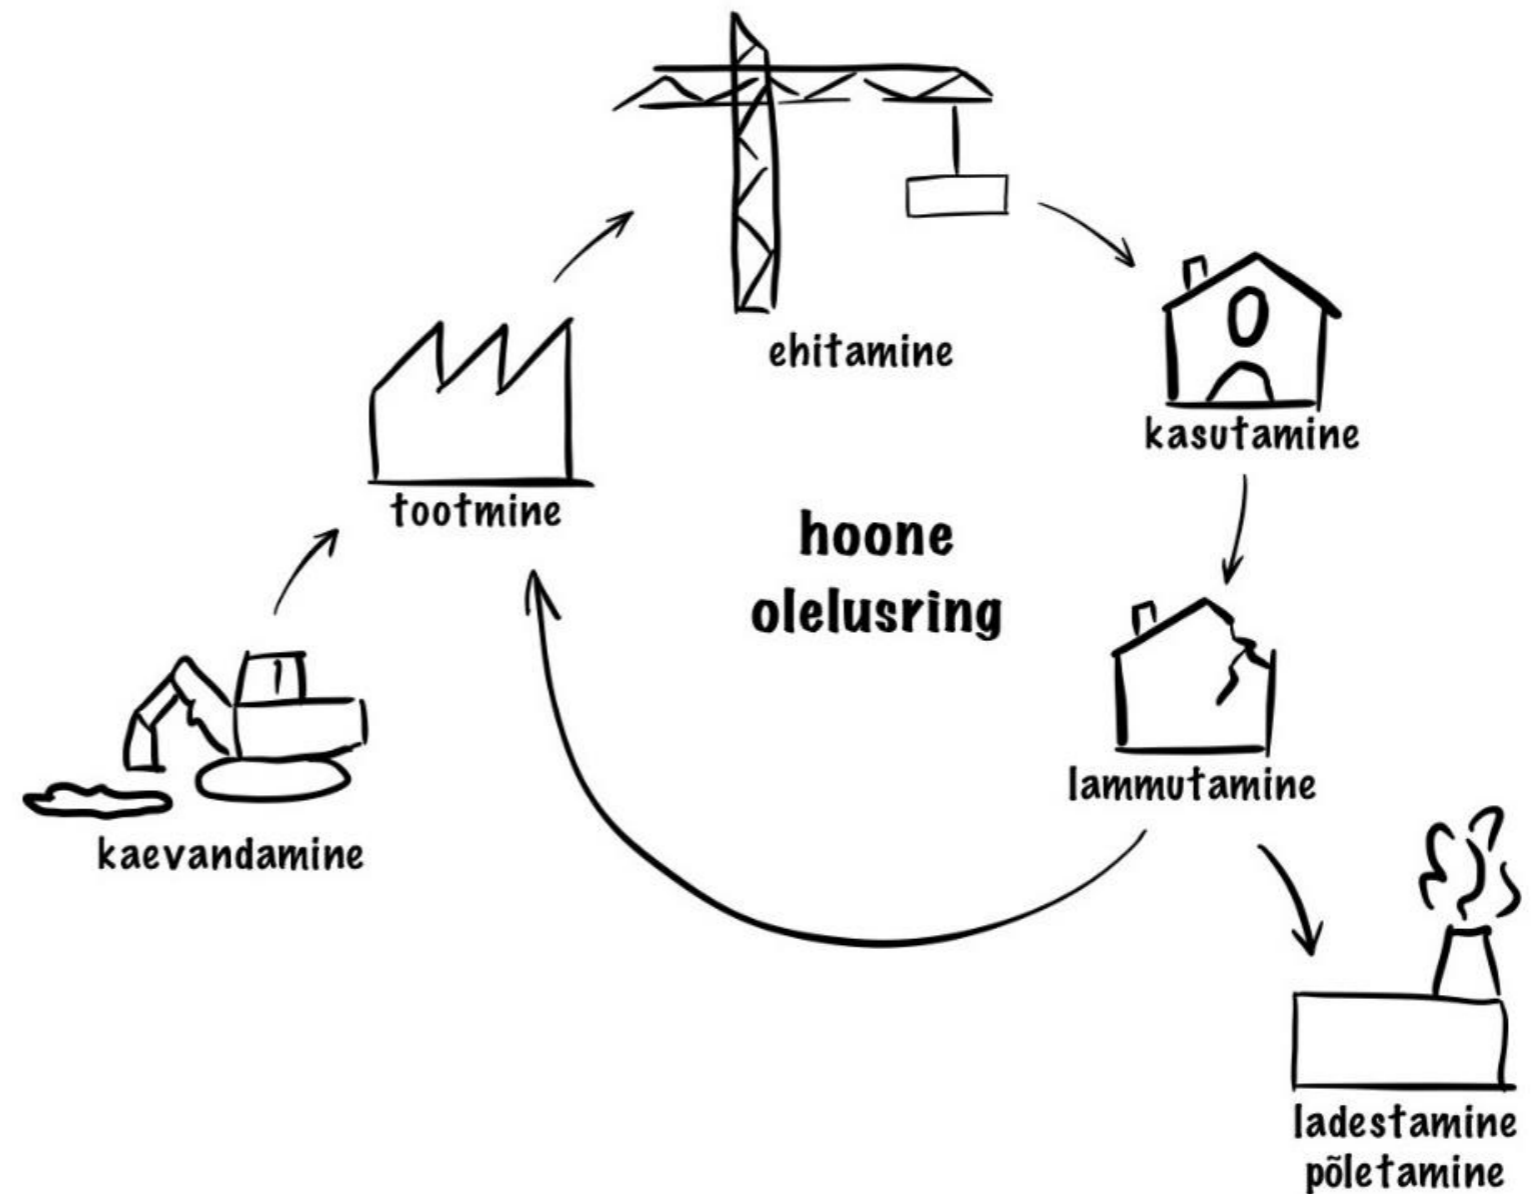 ehitamine
kasutamine
tootmine
hoone
olelusring
lammutamine
kaevandamine
ladestamine
põletamine